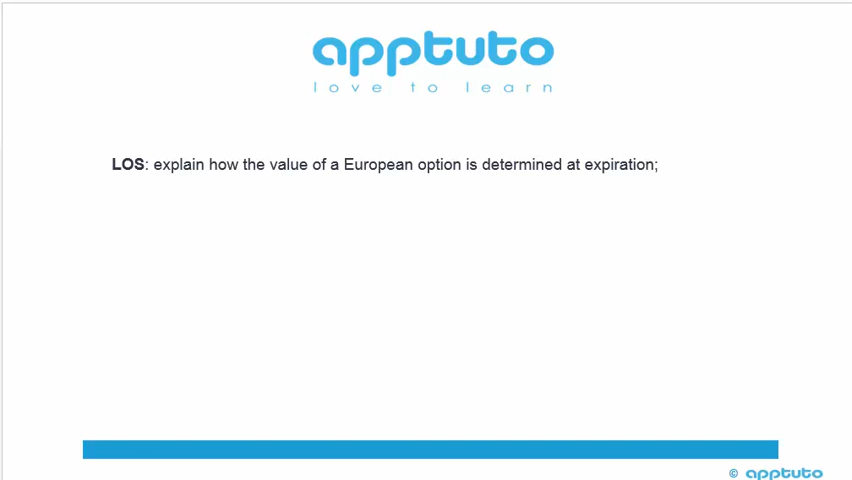 apptuto
love to learn
LOS: explain how the value of a European option is determined at expiration;
© apptuto